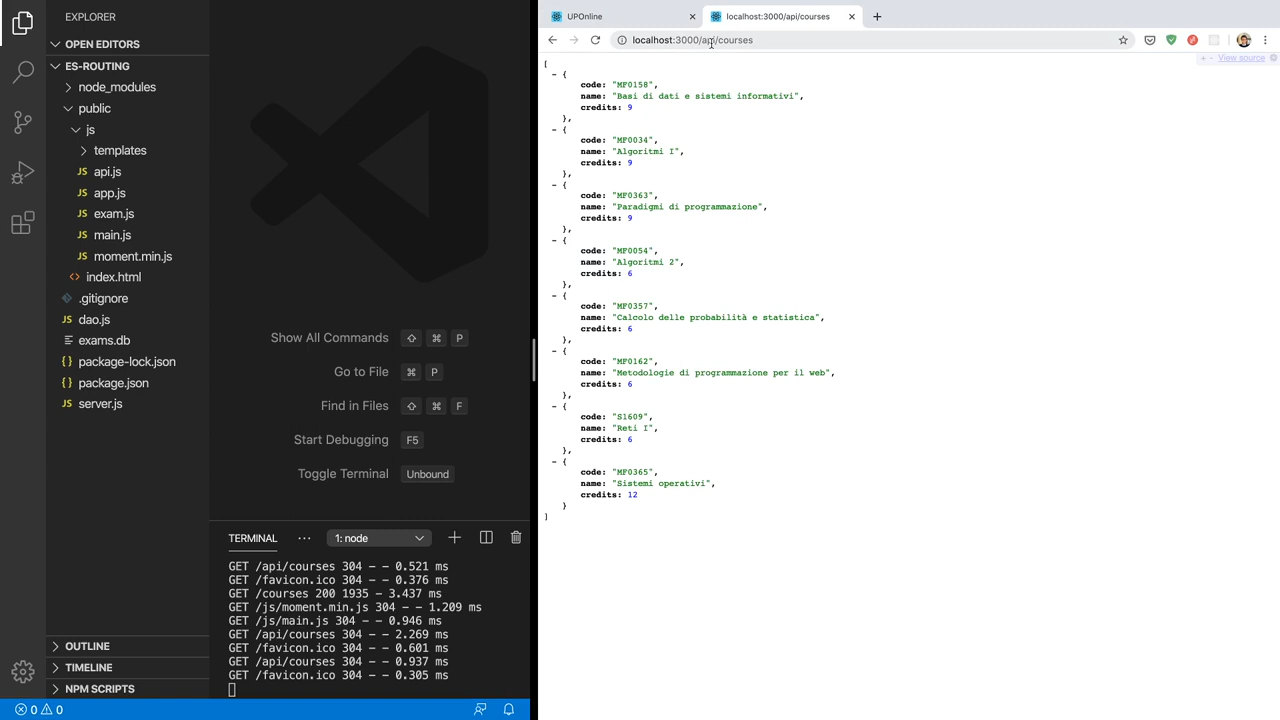 EXPLORER
OPEN EDITORS
ES-ROUTING
node_modules
public
js
templates
JS api.js
JS app.js
JS exam.js
JS main.js
JS moment.min.js
<> index.html
.gitignore
JS dao.js
exams.db
{} package-lock.json
{} package.json
JS server.js
OUTLINE
TIMELINE
NPM SCRIPTS
0 0
Show All Commands ⇧ ⌘ P
Go to File ⌘ P
Find in Files ⇧ ⌘ F
Start Debugging F5
Toggle Terminal Unbound
TERMINAL ··· 1: node
GET /api/courses 304 - - 0.521 ms
GET /favicon.ico 304 - - 0.376 ms
GET /courses 200 1935 - 3.437 ms
GET /js/moment.min.js 304 - - 1.209 ms
GET /js/main.js 304 - - 0.946 ms
GET /api/courses 304 - - 2.269 ms
GET /favicon.ico 304 - - 0.601 ms
GET /api/courses 304 - - 0.937 ms
GET /favicon.ico 304 - - 0.305 ms
UPOnline
localhost:3000/api/courses
localhost:3000/api/courses
+ - View source
[
- {
code: "MF0158",
name: "Basi di dati e sistemi informativi",
credits: 9
},
- {
code: "MF0034",
name: "Algoritmi I",
credits: 9
},
- {
code: "MF0363",
name: "Paradigmi di programmazione",
credits: 9
},
- {
code: "MF0054",
name: "Algoritmi 2",
credits: 6
},
- {
code: "MF0357",
name: "Calcolo delle probabilità e statistica",
credits: 6
},
- {
code: "MF0162",
name: "Metodologie di programmazione per il web",
credits: 6
},
- {
code: "S1609",
name: "Reti I",
credits: 6
},
- {
code: "MF0365",
name: "Sistemi operativi",
credits: 12
}
]